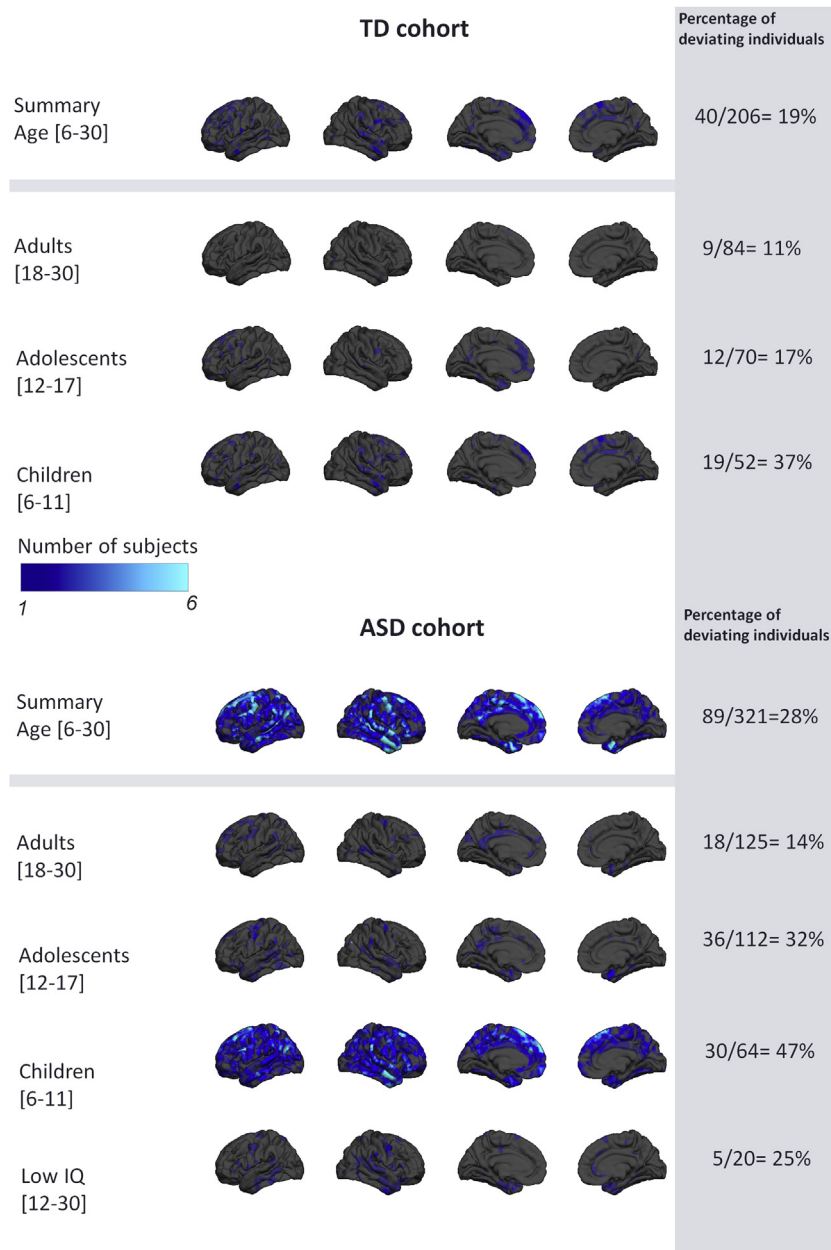 TD cohort
Percentage of
deviating individuals
Summary
Age [6-30]
40/206= 19%
Adults
[18-30]
9/84= 11%
Adolescents
[12-17]
12/70= 17%
Children
[6-11]
19/52= 37%
Number of subjects
1
6
ASD cohort
Percentage of
deviating individuals
Summary
Age [6-30]
89/321=28%
Adults
[18-30]
18/125= 14%
Adolescents
[12-17]
36/112= 32%
Children
[6-11]
30/64= 47%
Low IQ
[12-30]
5/20= 25%